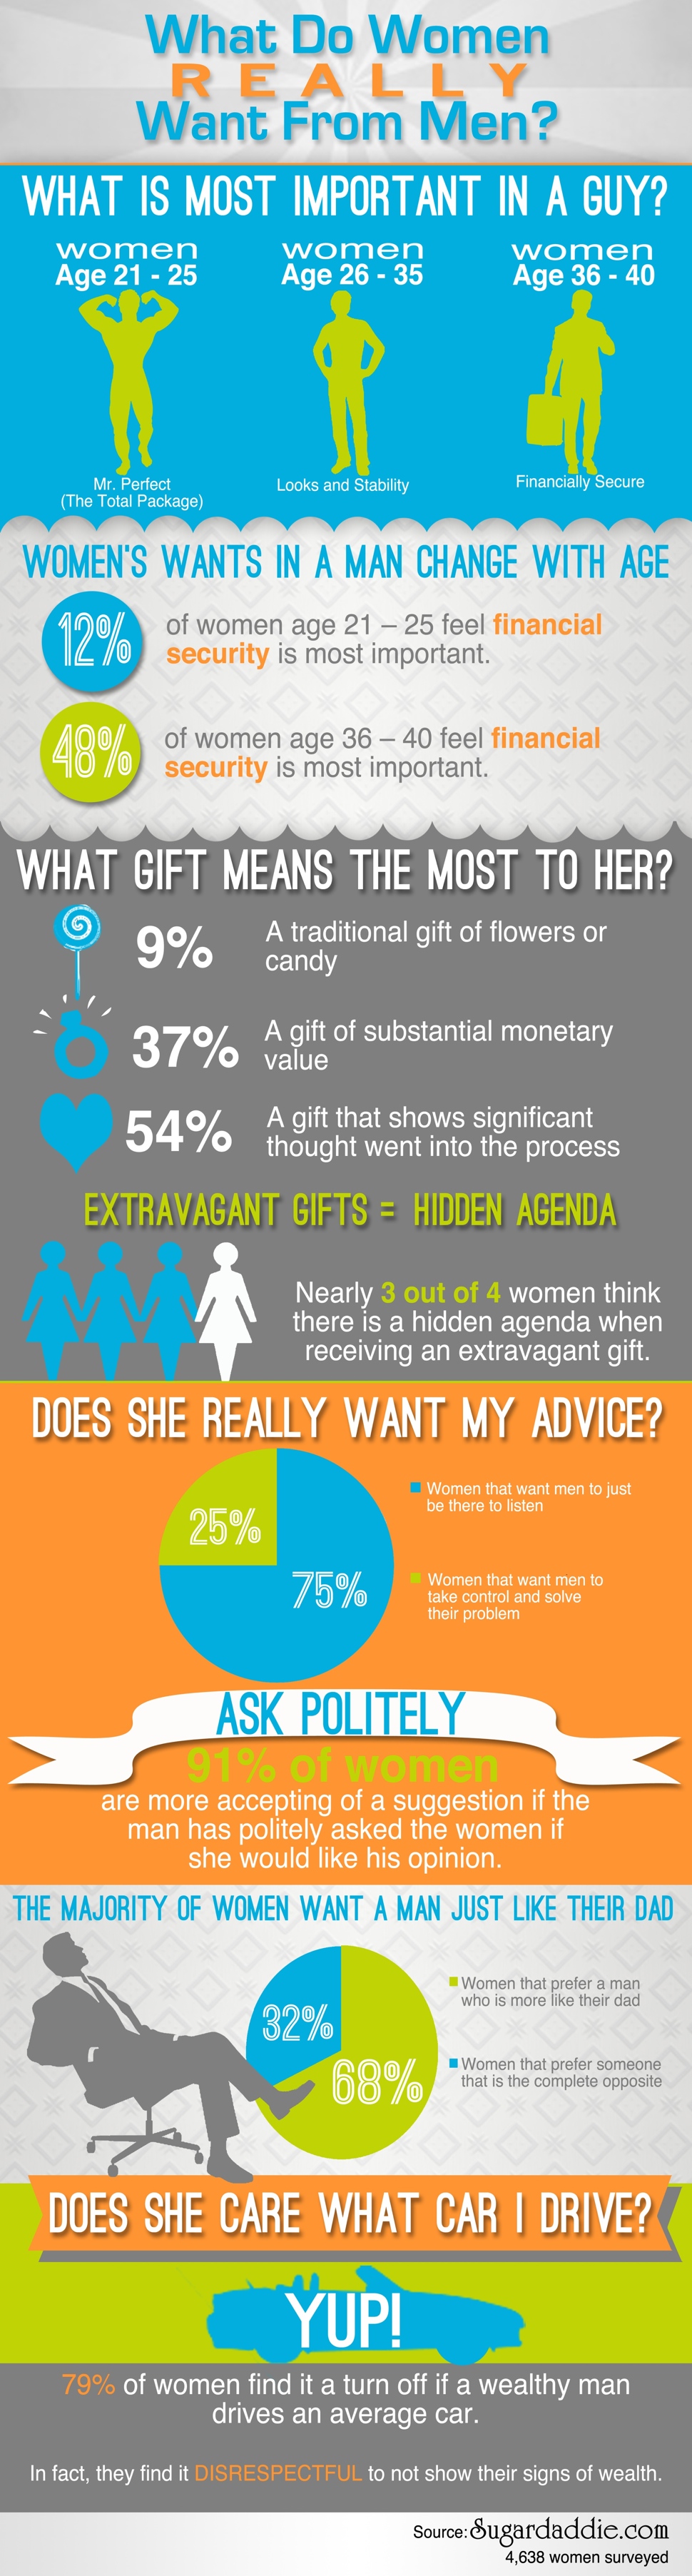 What Do Women
REALLY
Want From Men?
WHAT IS MOST IMPORTANT IN A GUY?
women
Age 21 - 25
women
Age 26 - 35
women
Age 36 - 40
Mr. Perfect
(The Total Package)
Looks and Stability
Financially Secure
WOMEN'S WANTS IN A MAN CHANGE WITH AGE
12%
of women age 21 – 25 feel financial
security is most important.
48%
of women age 36 – 40 feel financial
security is most important.
WHAT GIFT MEANS THE MOST TO HER?
9%
A traditional gift of flowers or
candy
37%
A gift of substantial monetary
value
54%
A gift that shows significant
thought went into the process
EXTRAVAGANT GIFTS = HIDDEN AGENDA
Nearly 3 out of 4 women think
there is a hidden agenda when
receiving an extravagant gift.
DOES SHE REALLY WANT MY ADVICE?
25%
75%
Women that want men to just
be there to listen
Women that want men to
take control and solve
their problem
ASK POLITELY
91% of women
are more accepting of a suggestion if the
man has politely asked the women if
she would like his opinion.
THE MAJORITY OF WOMEN WANT A MAN JUST LIKE THEIR DAD
32%
68%
Women that prefer a man
who is more like their dad
Women that prefer someone
that is the complete opposite
DOES SHE CARE WHAT CAR I DRIVE?
YUP!
79% of women find it a turn off if a wealthy man
drives an average car.
In fact, they find it DISRESPECTFUL to not show their signs of wealth.
Source: Sugardaddie.com
4,638 women surveyed